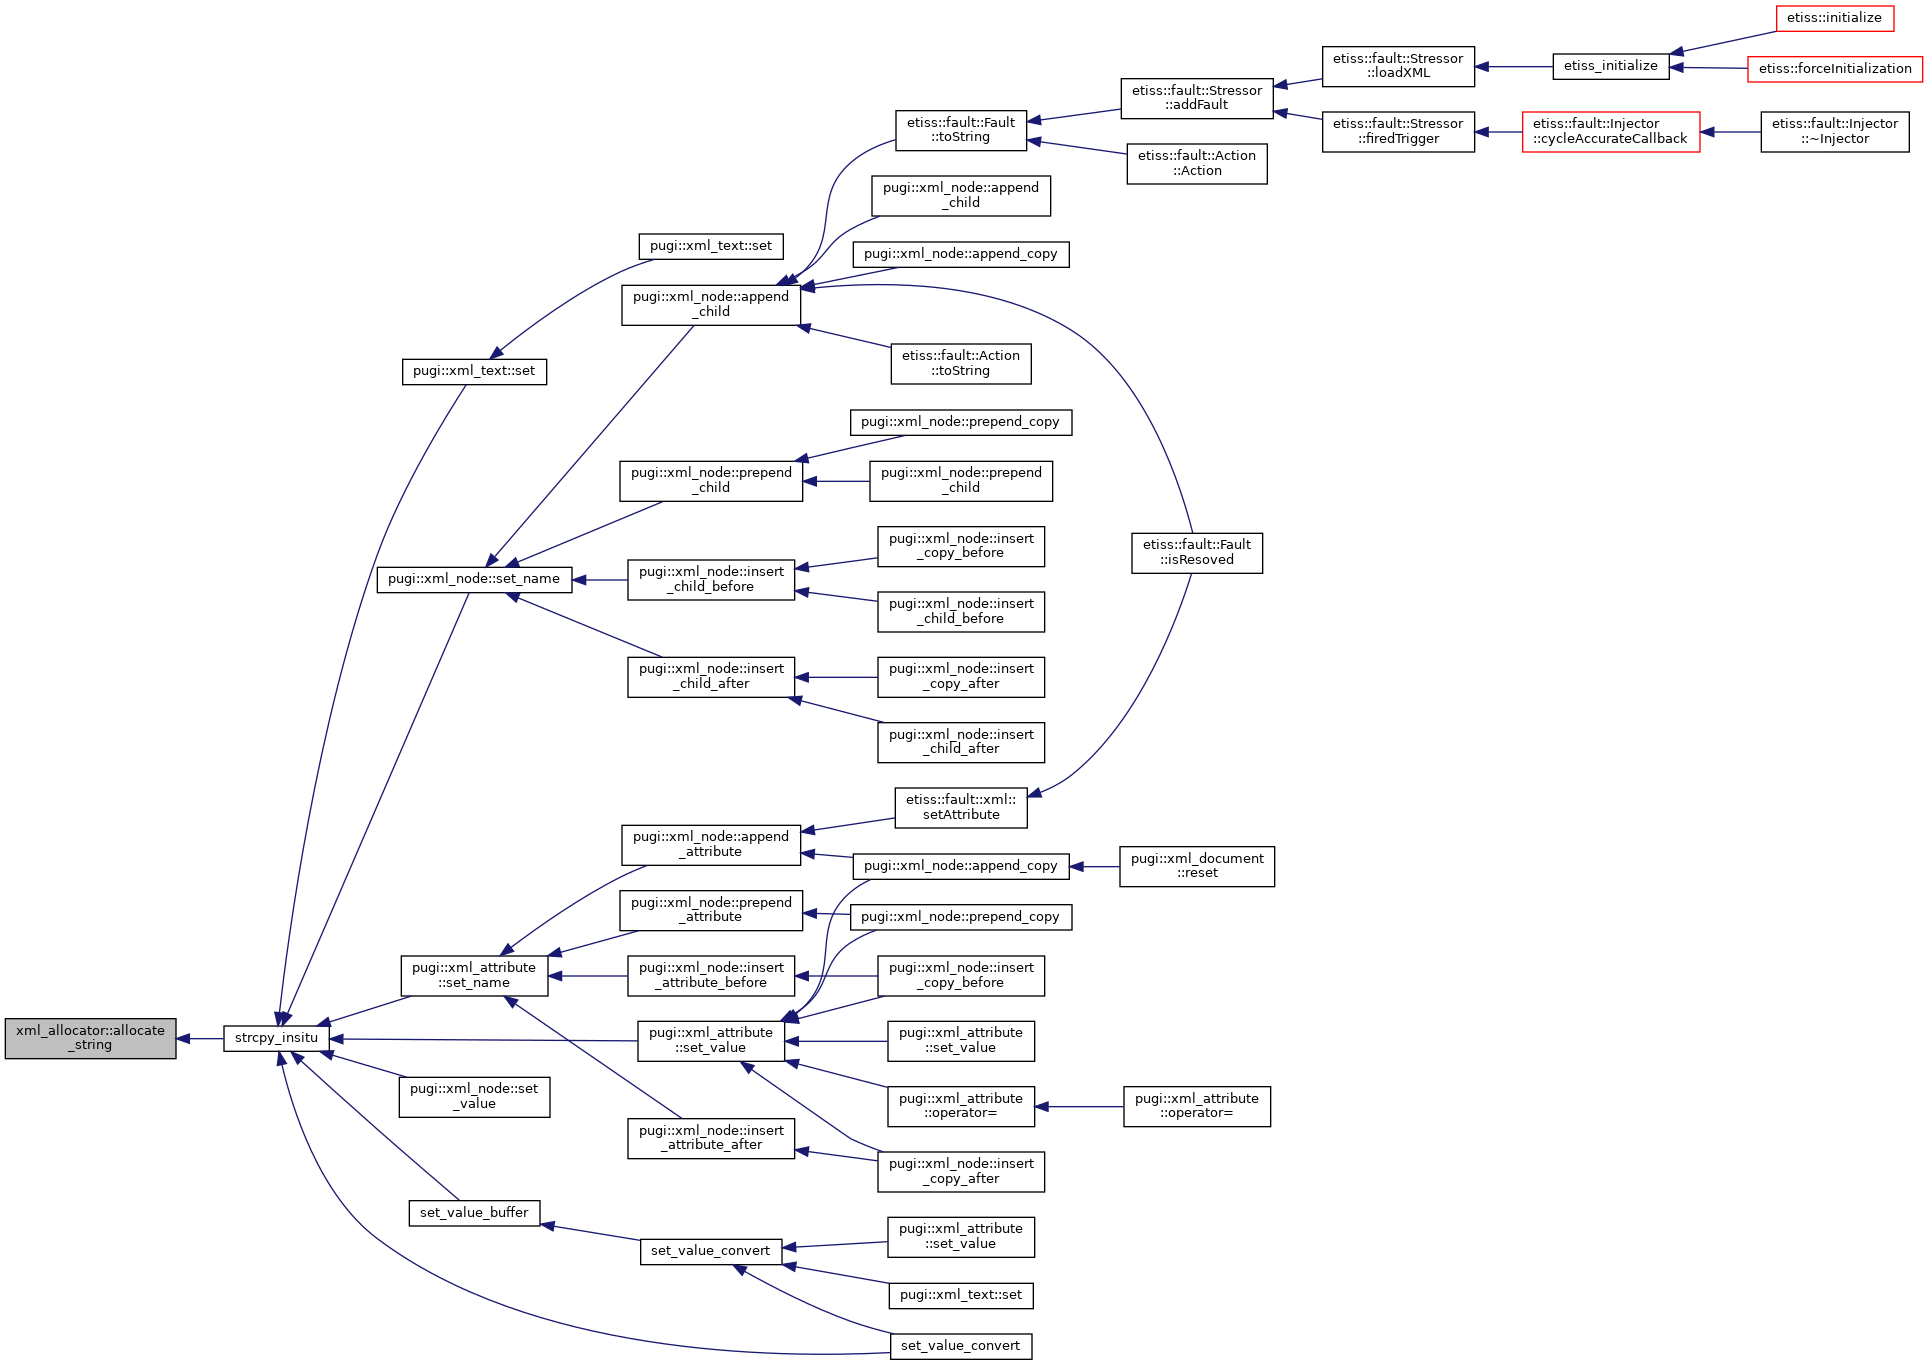 etiss::initialize
etiss::fault::Stressor
::loadXML
etiss_initialize
etiss::forceInitialization
etiss::fault::Stressor
::addFault
etiss::fault::Fault
::toString
etiss::fault::Stressor
::firedTrigger
etiss::fault::Injector
::cycleAccurateCallback
etiss::fault::Injector
::~Injector
etiss::fault::Action
::Action
pugi::xml_node::append
_child
pugi::xml_text::set
pugi::xml_node::append_copy
pugi::xml_node::append
_child
etiss::fault::Action
::toString
pugi::xml_text::set
pugi::xml_node::prepend_copy
pugi::xml_node::prepend
_child
pugi::xml_node::prepend
_child
pugi::xml_node::insert
_copy_before
etiss::fault::Fault
::isResoved
pugi::xml_node::set_name
pugi::xml_node::insert
_child_before
pugi::xml_node::insert
_child_before
pugi::xml_node::insert
_child_after
pugi::xml_node::insert
_copy_after
pugi::xml_node::insert
_child_after
etiss::fault::xml::
setAttribute
pugi::xml_node::append
_attribute
pugi::xml_node::append_copy
pugi::xml_document
::reset
pugi::xml_node::prepend
_attribute
pugi::xml_node::prepend_copy
pugi::xml_attribute
::set_name
pugi::xml_node::insert
_attribute_before
pugi::xml_node::insert
_copy_before
xml_allocator::allocate
_string
strcpy_insitu
pugi::xml_attribute
::set_value
pugi::xml_attribute
::set_value
pugi::xml_node::set
_value
pugi::xml_attribute
::operator=
pugi::xml_attribute
::operator=
pugi::xml_node::insert
_attribute_after
pugi::xml_node::insert
_copy_after
set_value_buffer
pugi::xml_attribute
::set_value
set_value_convert
pugi::xml_text::set
set_value_convert